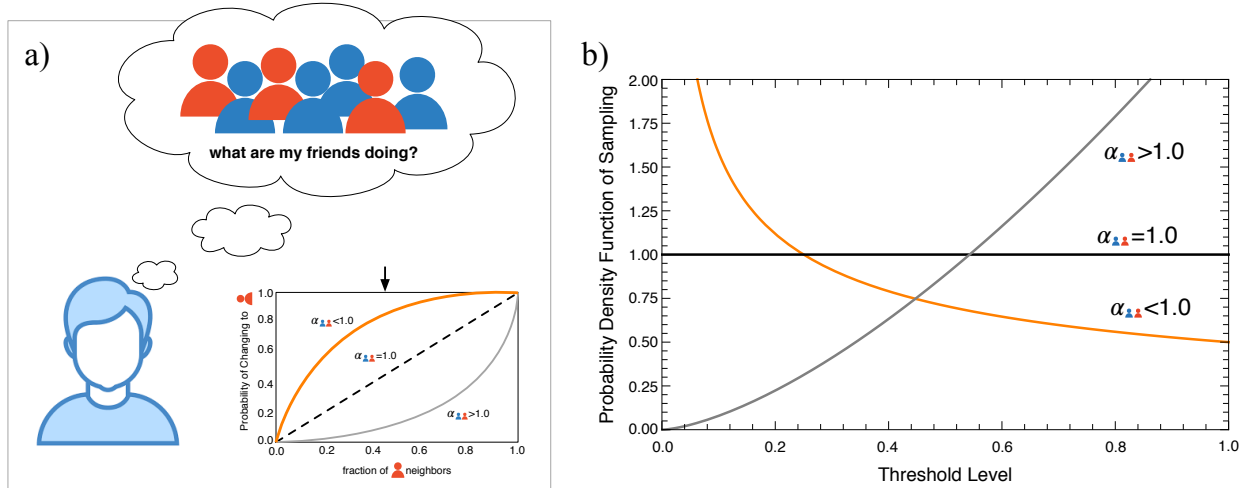 a)
what are my friends doing?
Probability of Changing to
1.0
0.8
0.6
0.4
0.2
0.0
α<1.0
α=1.0
α>1.0
0.0 0.2 0.4 0.6 0.8 1.0
fraction of neighbors
b)
Probability Density Function of Sampling
2.00
1.75
1.50
1.25
1.00
0.75
0.50
0.25
0.00
α>1.0
α=1.0
α<1.0
0.0 0.2 0.4 0.6 0.8 1.0
Threshold Level